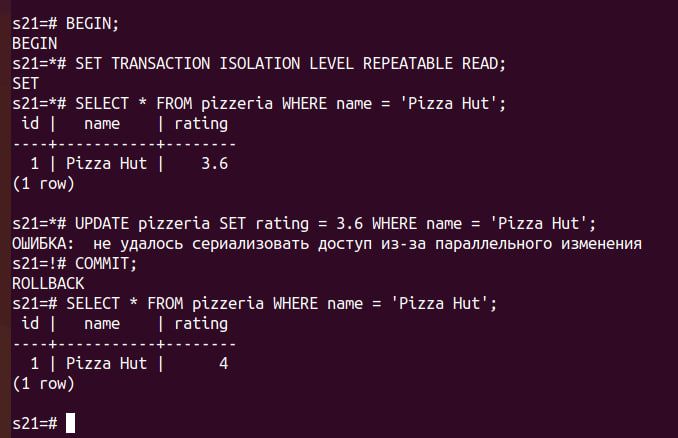 s21=# BEGIN;
BEGIN
s21=*# SET TRANSACTION ISOLATION LEVEL REPEATABLE READ;
SET
s21=*# SELECT * FROM pizzeria WHERE name = 'Pizza Hut';
 id |   name    | rating
----+-----------+--------
  1 | Pizza Hut |    3.6
(1 row)

s21=*# UPDATE pizzeria SET rating = 3.6 WHERE name = 'Pizza Hut';
ОШИБКА:  не удалось сериализовать доступ из-за параллельного изменения
s21=!# COMMIT;
ROLLBACK
s21=# SELECT * FROM pizzeria WHERE name = 'Pizza Hut';
 id |   name    | rating
----+-----------+--------
  1 | Pizza Hut |      4
(1 row)

s21=#